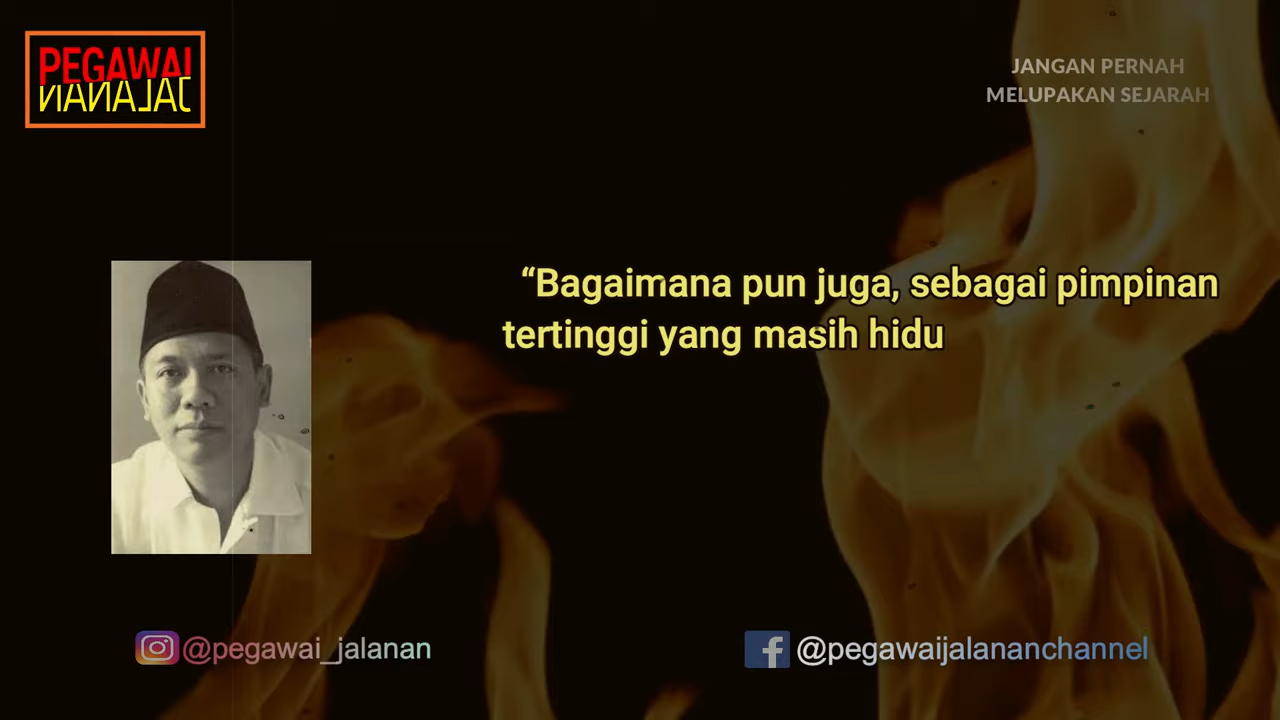 PEGAWAI
JALANAN
JANGAN PERNAH
MELUPAKAN SEJARAH
“Bagaimana pun juga, sebagai pimpinan
tertinggi yang masih hidu
@pegawai_jalanan
@pegawaijalananchannel